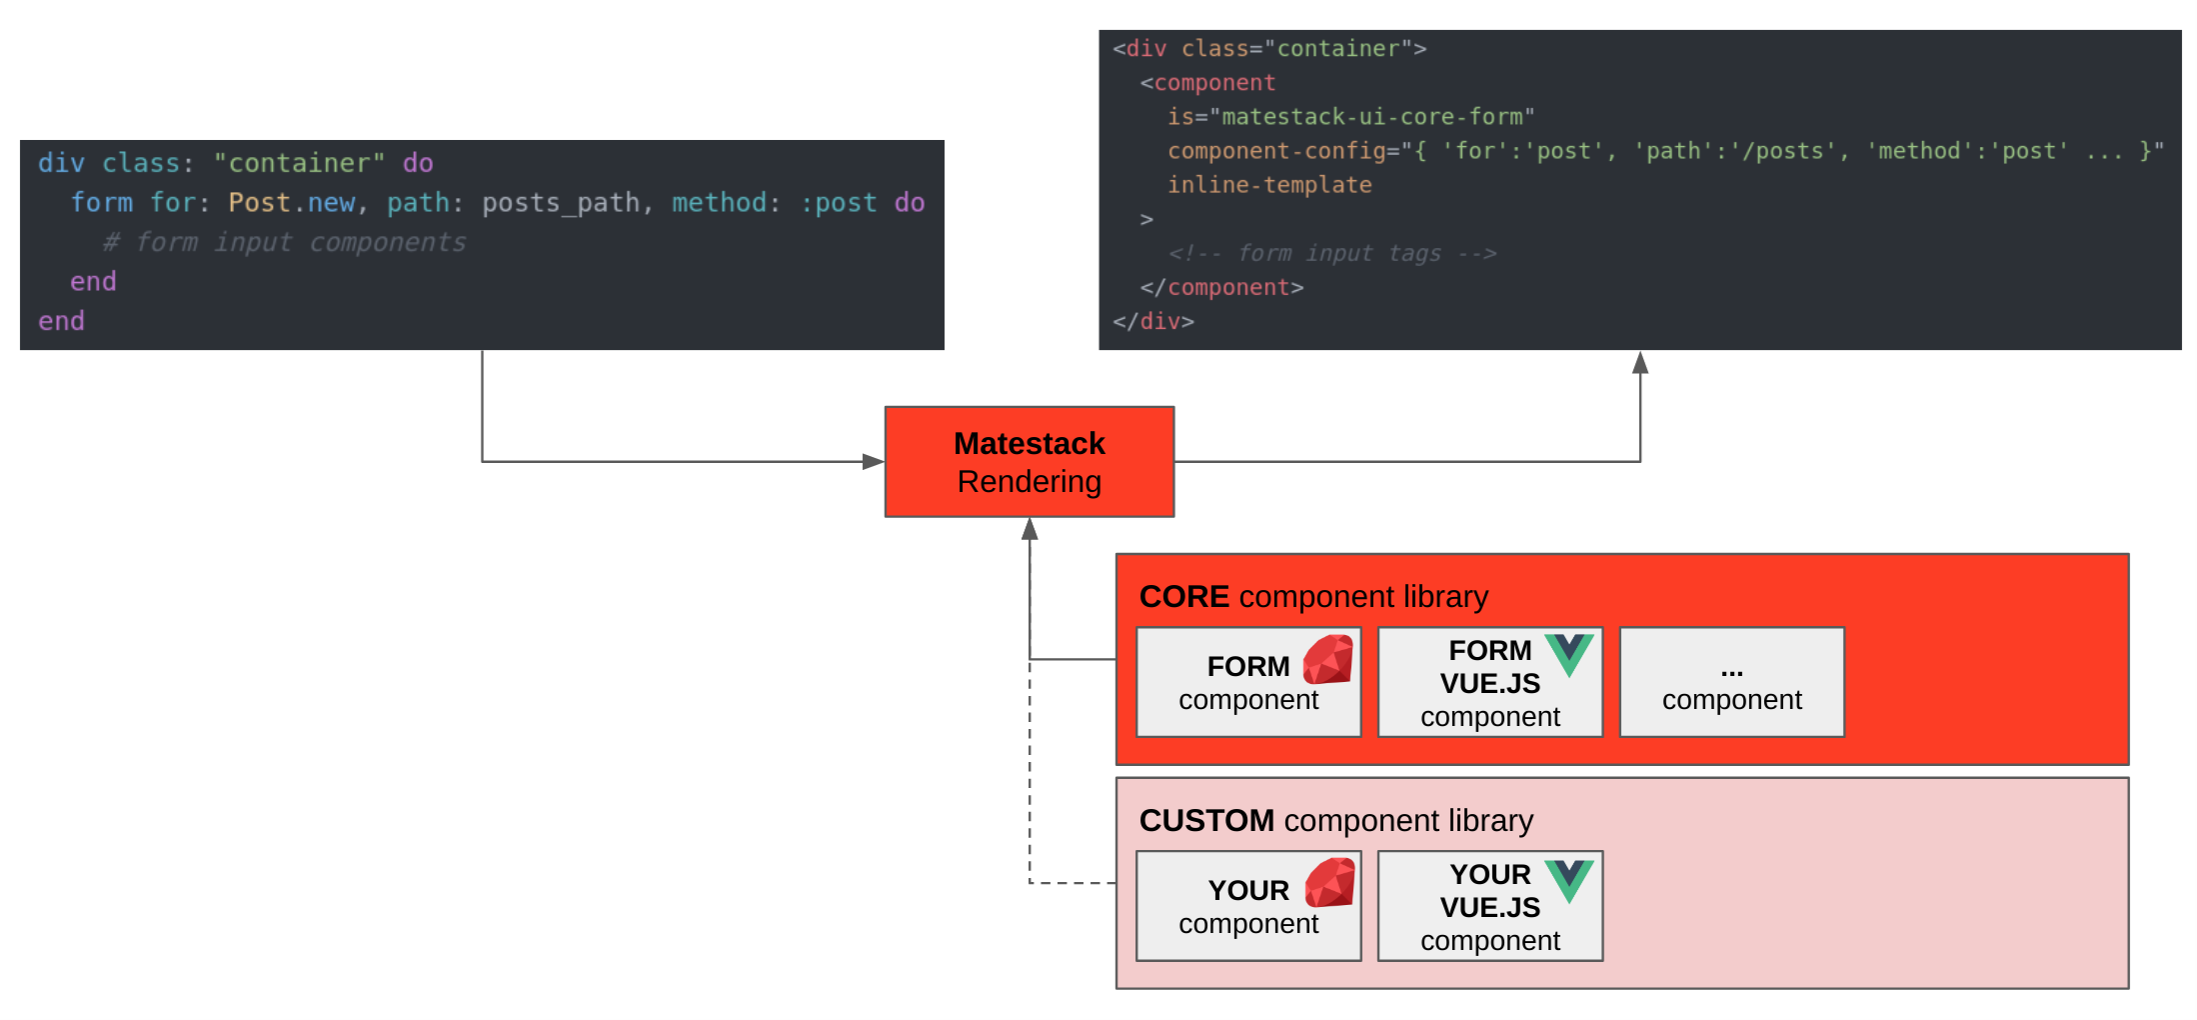 div class: "container" do
  form for: Post.new, path: posts_path, method: :post do
    # form input components
  end
end
<div class="container">
  <component
    is="matestack-ui-core-form"
    component-config="{ 'for':'post', 'path':'/posts', 'method':'post' ... }"
    inline-template
  >
    <!-- form input tags -->
  </component>
</div>
Matestack
Rendering
CORE component library
FORM
component
FORM
VUE.JS
component
...
component
CUSTOM component library
YOUR
component
YOUR
VUE.JS
component